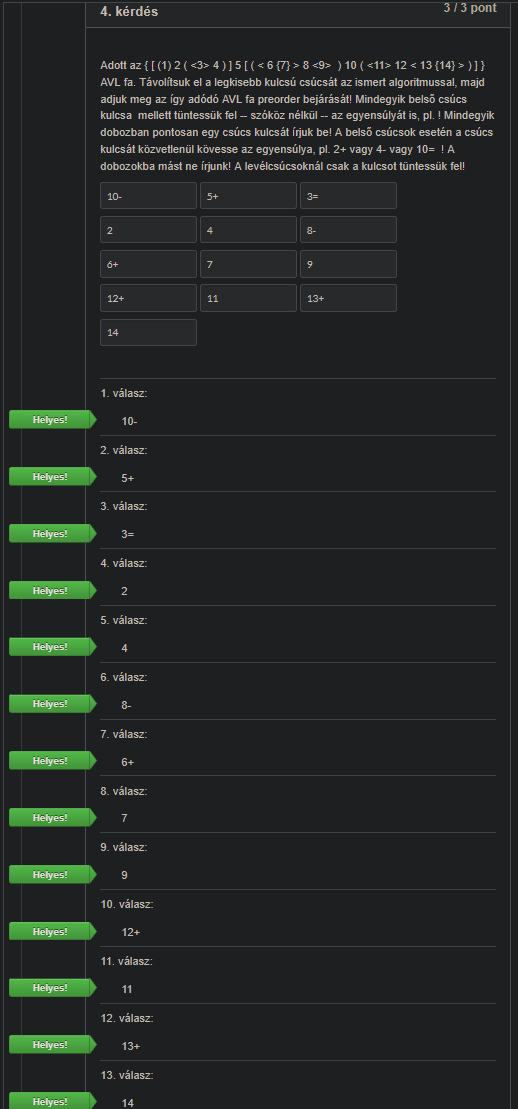 4. kérdés
3 / 3 pont
Adott az { [ (1) 2 ( <3> 4 ) ] 5 [ ( < 6 {7} > 8 <9>  ) 10 ( <11> 12 < 13 {14} > ) ] }
AVL fa. Távolítsuk el a legkisebb kulcsú csúcsát az ismert algoritmussal, majd
adjuk meg az így adódó AVL fa preorder bejárását! Mindegyik belső csúcs
kulcsa  mellett tüntessük fel -- szóköz nélkül -- az egyensúlyát is, pl. ! Mindegyik
dobozban pontosan egy csúcs kulcsát írjuk be! A belső csúcsok esetén a csúcs
kulcsát közvetlenül kövesse az egyensúlya, pl. 2+ vagy 4- vagy 10=  ! A
dobozokba mást ne írjunk! A levélcsúcsoknál csak a kulcsot tüntessük fel!
10- 5+ 3=
2 4 8-
6+ 7 9
12+ 11 13+
14
1. válasz:
Helyes! 10-
2. válasz:
Helyes! 5+
3. válasz:
Helyes! 3=
4. válasz:
Helyes! 2
5. válasz:
Helyes! 4
6. válasz:
Helyes! 8-
7. válasz:
Helyes! 6+
8. válasz:
Helyes! 7
9. válasz:
Helyes! 9
10. válasz:
Helyes! 12+
11. válasz:
Helyes! 11
12. válasz:
Helyes! 13+
13. válasz:
Helyes! 14